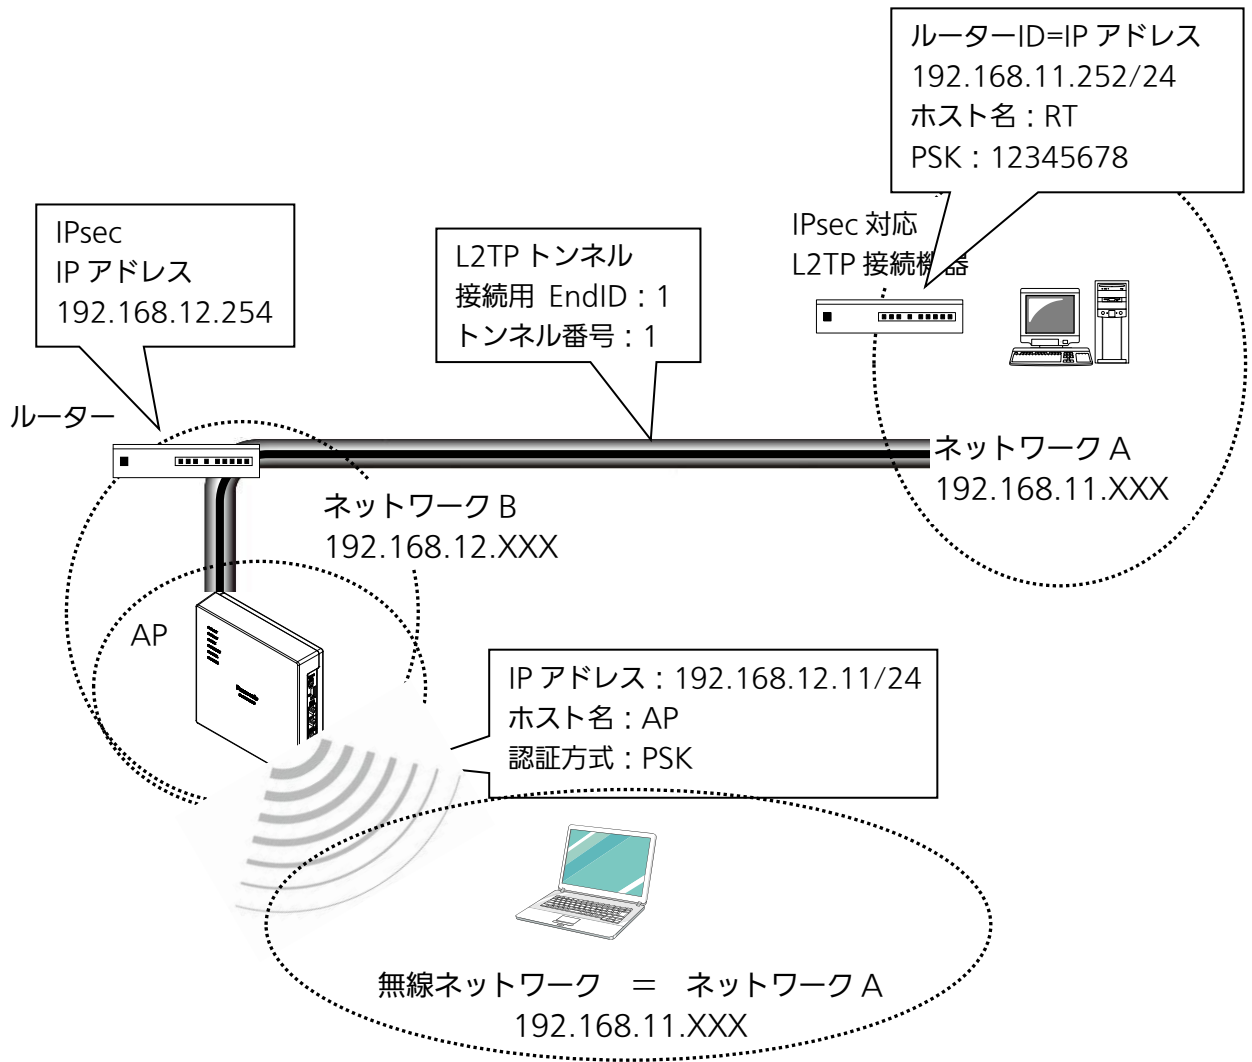 ルーターID=IP アドレス
192.168.11.252/24
ホスト名：RT
PSK：12345678
IPsec
IP アドレス
192.168.12.254
L2TP トンネル
接続用 EndID：1
トンネル番号：1
IPsec 対応
L2TP 接続機器
ルーター
ネットワーク A
192.168.11.XXX
ネットワーク B
192.168.12.XXX
AP
IP アドレス：192.168.12.11/24
ホスト名：AP
認証方式：PSK
無線ネットワーク ＝ ネットワーク A
192.168.11.XXX